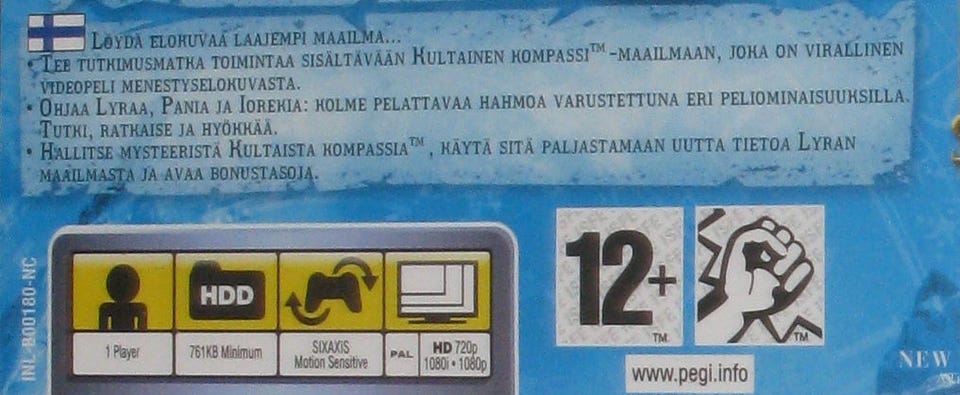 LÖYDÄ ELOKUVAA LAAJEMPI MAAILMA...
• TEE TUTKIMUSMATKA TOIMINTAA SISÄLTÄVÄÄN KULTAINEN KOMPASSI™ -MAAILMAAN, JOKA ON VIRALLINEN
VIDEOPELI MENESTYSELOKUVASTA.
• OHJAA LYRAA, PANIA JA IOREKIA: KOLME PELATTAVAA HAHMOA VARUSTETTUNA ERI PELIOMINAISUUKSILLA.
TUTKI, RATKAISE JA HYÖKKÄÄ.
• HALLITSE MYSTEERISTÄ KULTAISTA KOMPASSIA™, KÄYTÄ SITÄ PALJASTAMAAN UUTTA TIETOA LYRAN
MAAILMASTA JA AVAA BONUSTASOJA.
INL-B00180-NC
HDD
1 Player
761KB Minimum
SIXAXIS
Motion Sensitive
PAL
HD 720p
1080i • 1080p
12+
TM
TM
www.pegi.info
NEW